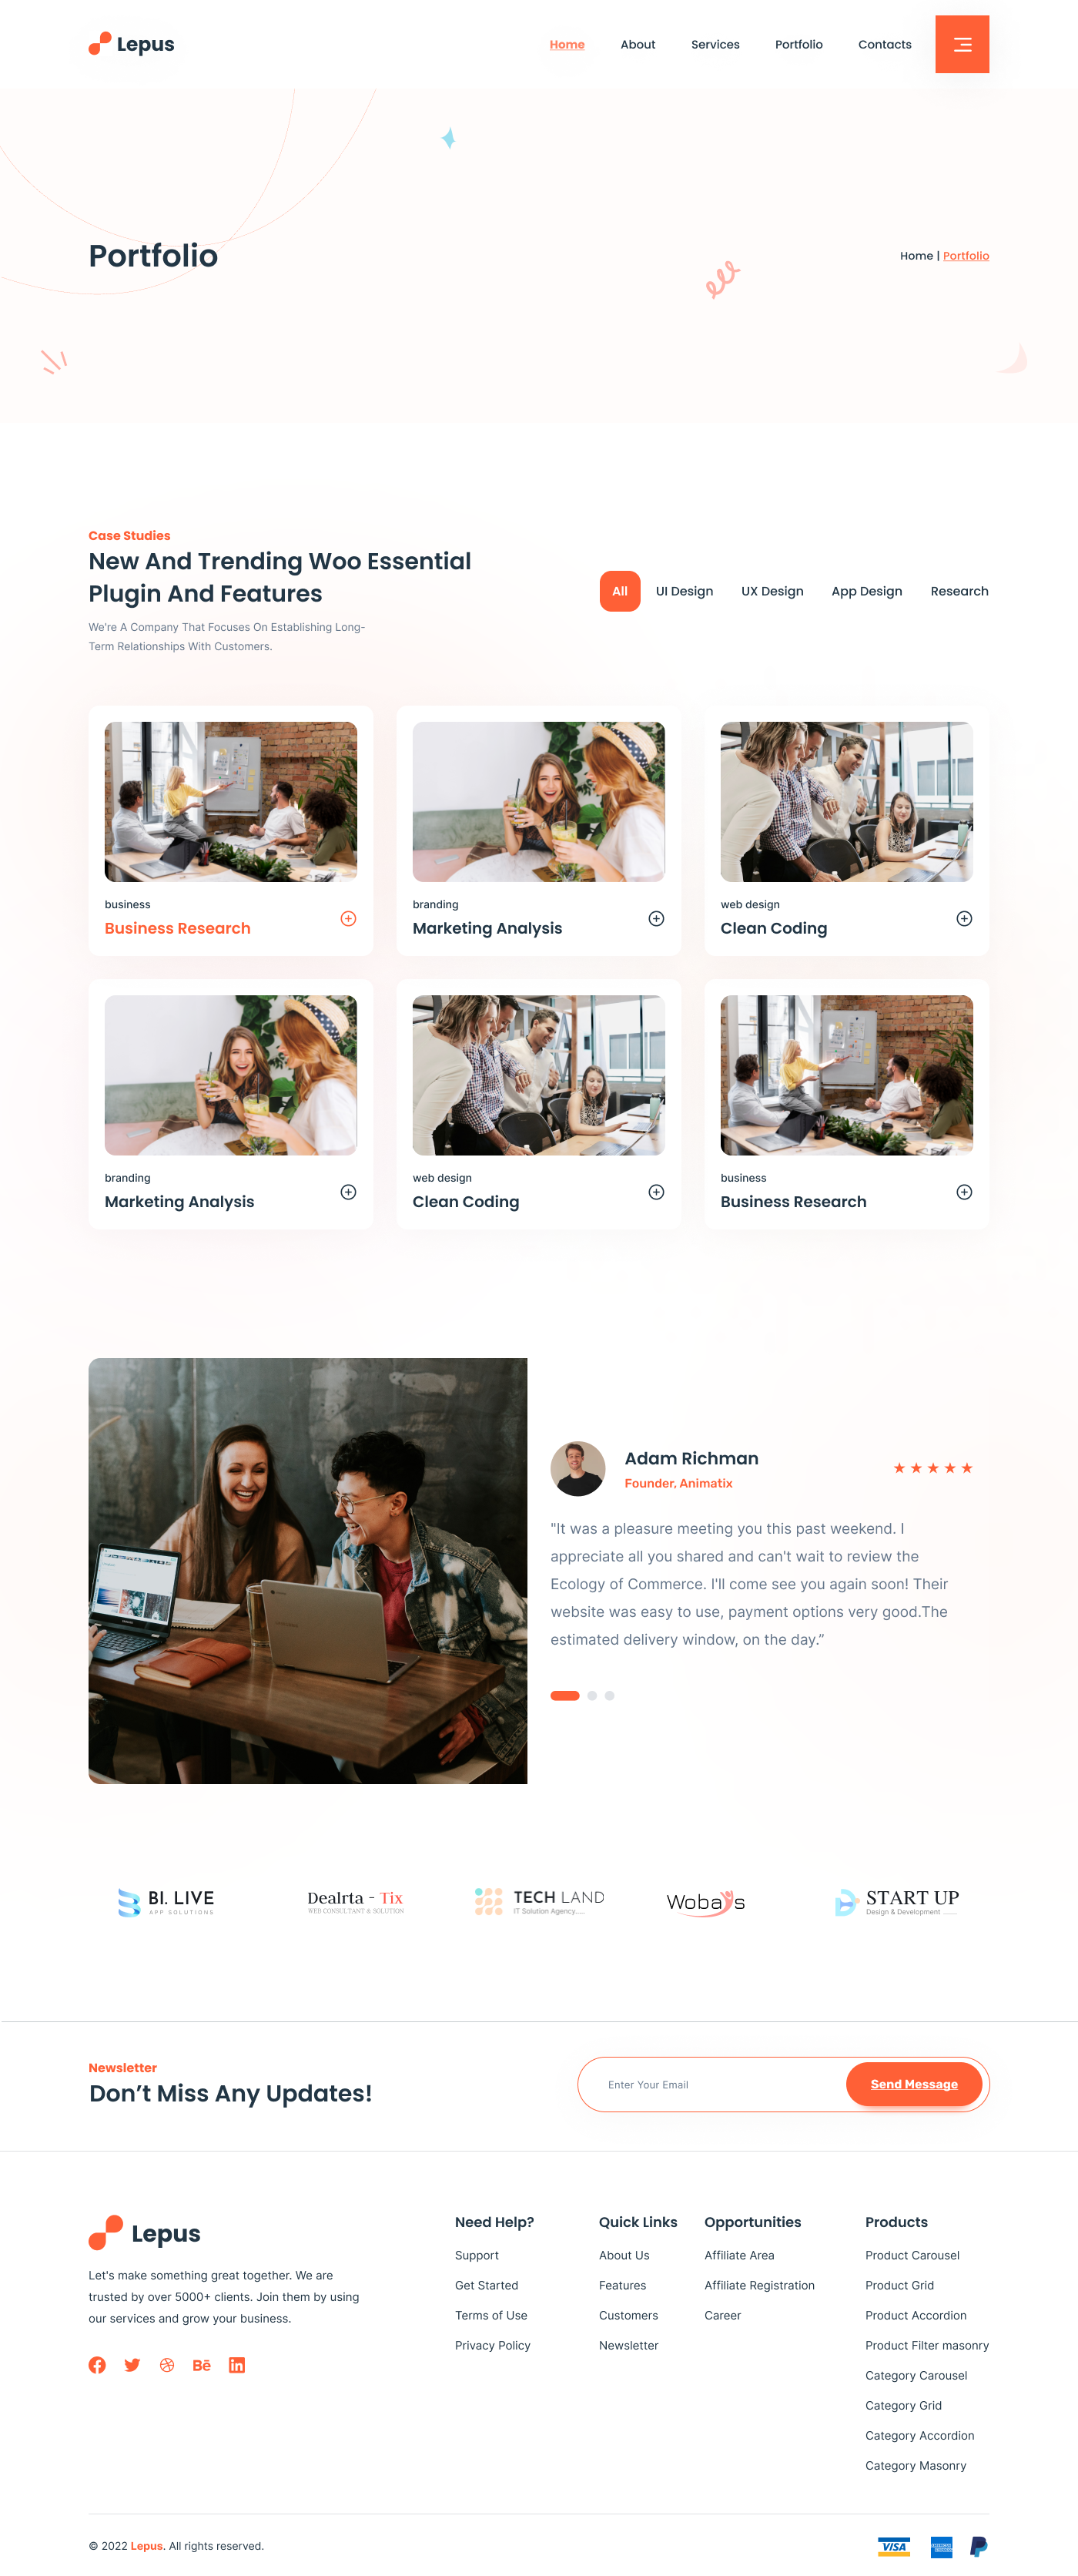 Lepus
Home
About
Services
Portfolio
Contacts
Portfolio
Home | Portfolio
Case Studies
New And Trending Woo Essential
Plugin And Features
We're A Company That Focuses On Establishing Long-
Term Relationships With Customers.
All
UI Design
UX Design
App Design
Research
business
Business Research
branding
Marketing Analysis
web design
Clean Coding
branding
Marketing Analysis
web design
Clean Coding
business
Business Research
Adam Richman
Founder, Animatix
"It was a pleasure meeting you this past weekend. I
appreciate all you shared and can't wait to review the
Ecology of Commerce. I'll come see you again soon! Their
website was easy to use, payment options very good.The
estimated delivery window, on the day.”
BI. LIVE
APP SOLUTIONS
Dealrta - Tix
WEB CONSULTANT & SOLUTION
TECH LAND
IT Solution Agency.....
Wobays
START UP
Design & Development ........
Newsletter
Don’t Miss Any Updates!
Enter Your Email
Send Message
Lepus
Let's make something great together. We are
trusted by over 5000+ clients. Join them by using
our services and grow your business.
Bē
in
Need Help?
Support
Get Started
Terms of Use
Privacy Policy
Quick Links
About Us
Features
Customers
Newsletter
Opportunities
Affiliate Area
Affiliate Registration
Career
Products
Product Carousel
Product Grid
Product Accordion
Product Filter masonry
Category Carousel
Category Grid
Category Accordion
Category Masonry
© 2022 Lepus. All rights reserved.
VISA
AMERICAN EXPRESS